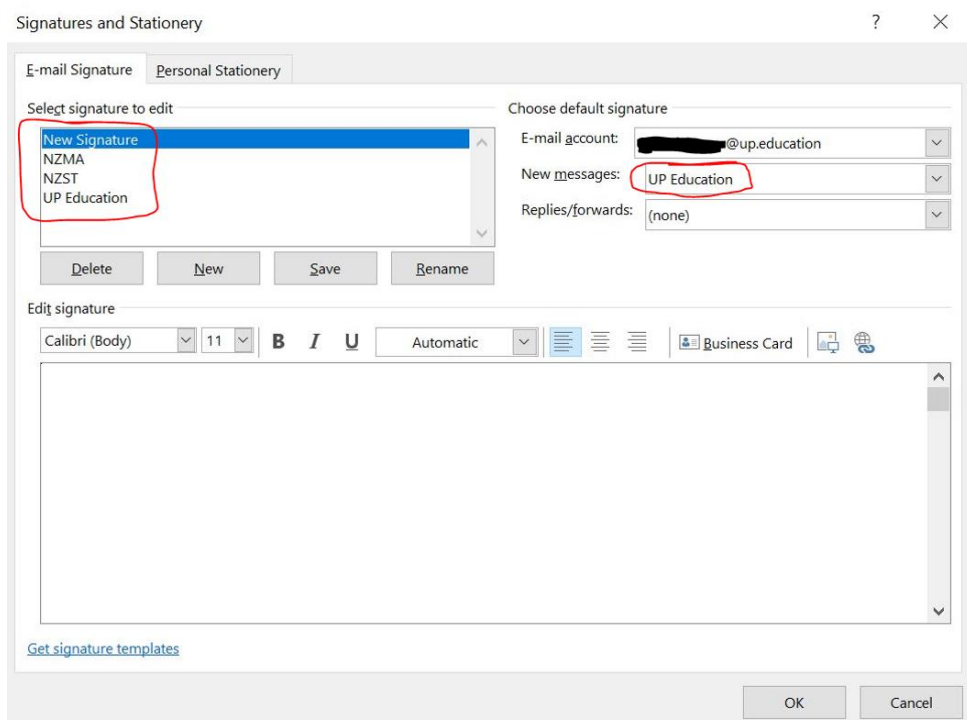 Signatures and Stationery ?
E-mail Signature Personal Stationery
Select signature to edit
New Signature
NZMA
NZST
UP Education
Delete New Save Rename
Choose default signature
E-mail account: @up.education
New messages: UP Education
Replies/forwards: (none)
Edit signature
Calibri (Body) 11 B I U Automatic Business Card
Get signature templates
OK Cancel